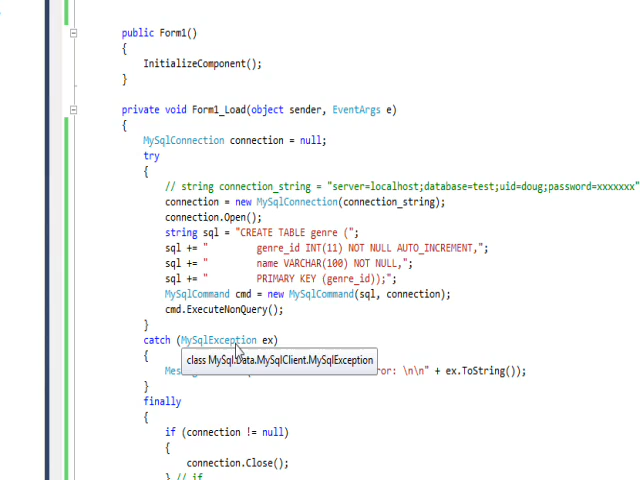 public Form1()
{
InitializeComponent();
}
private void Form1_Load(object sender, EventArgs e)
{
MySqlConnection connection = null;
try
{
// string connection_string = "server=localhost;database=test;uid=doug;password=xxxxxxx"
connection = new MySqlConnection(connection_string);
connection.Open();
string sql = "CREATE TABLE genre (";
sql += " genre_id INT(11) NOT NULL AUTO_INCREMENT,";
sql += " name VARCHAR(100) NOT NULL,";
sql += " PRIMARY KEY (genre_id));";
MySqlCommand cmd = new MySqlCommand(sql, connection);
cmd.ExecuteNonQuery();
}
catch (MySqlException ex)
{
class MySql.Data.MySqlClient.MySqlException
Mes ror: \n\n" + ex.ToString());
}
finally
{
if (connection != null)
{
connection.Close();
} // if